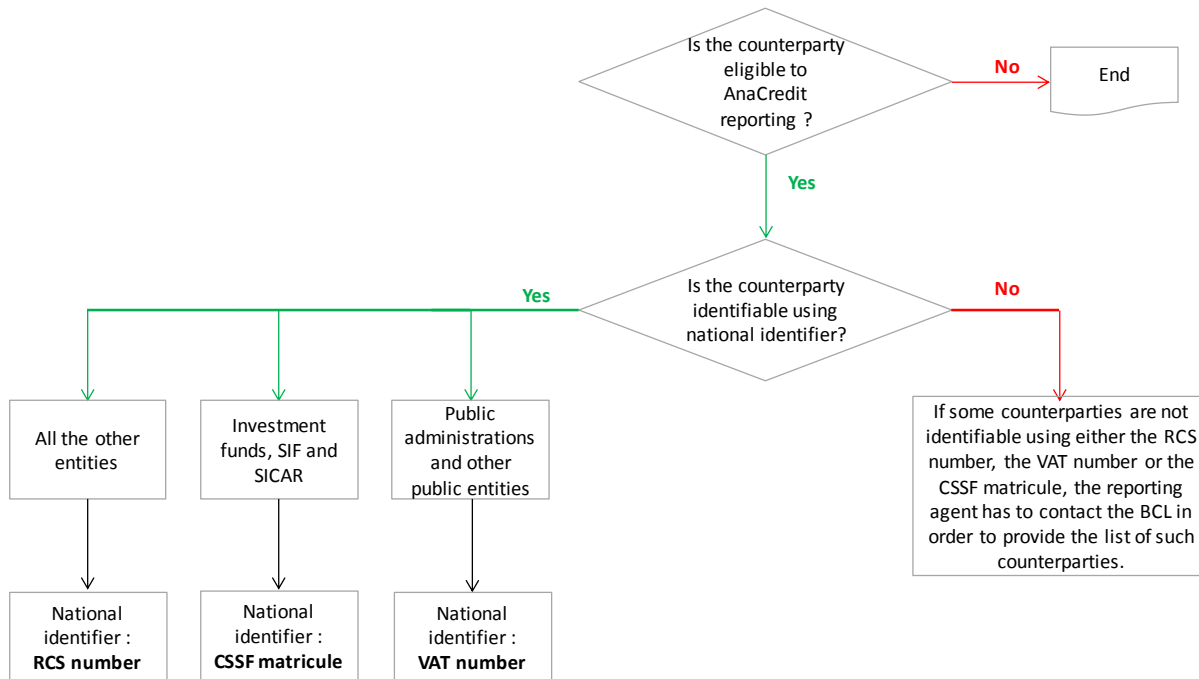 Is the counterparty
eligible to
AnaCredit
reporting ?
No
End
Yes
Is the counterparty
identifiable using
national identifier?
Yes
No
All the other
entities
Investment
funds, SIF and
SICAR
Public
administrations
and other
public entities
If some counterparties are not
identifiable using either the RCS
number, the VAT number or the
CSSF matricule, the reporting
agent has to contact the BCL in
order to provide the list of such
counterparties.
National
identifier :
RCS number
National
identifier :
CSSF matricule
National
identifier :
VAT number